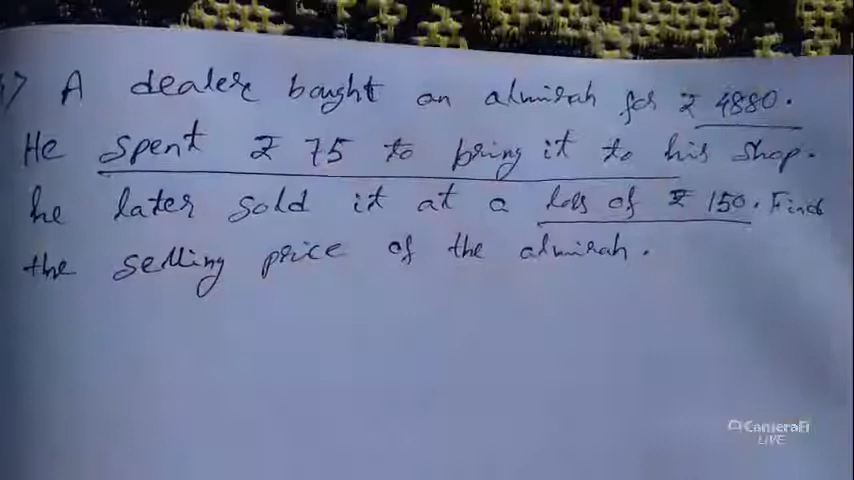 A dealer bought an almirah for ₹ 4880.
He spent ₹ 75 to bring it to his shop.
he later sold it at a loss of ₹ 150. Find
the selling price of the almirah.
CameraFi
LIVE